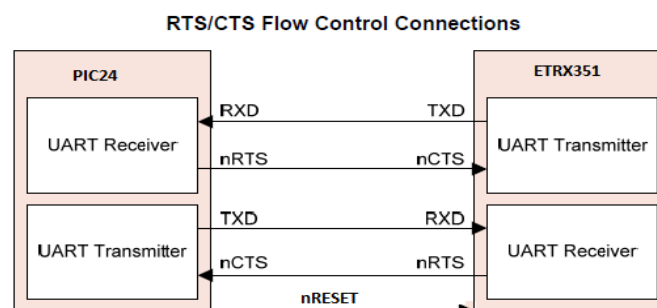 RTS/CTS Flow Control Connections
PIC24
ETRX351
RXD
TXD
UART Receiver
UART Transmitter
nRTS
nCTS
TXD
RXD
UART Transmitter
UART Receiver
nCTS
nRTS
nRESET